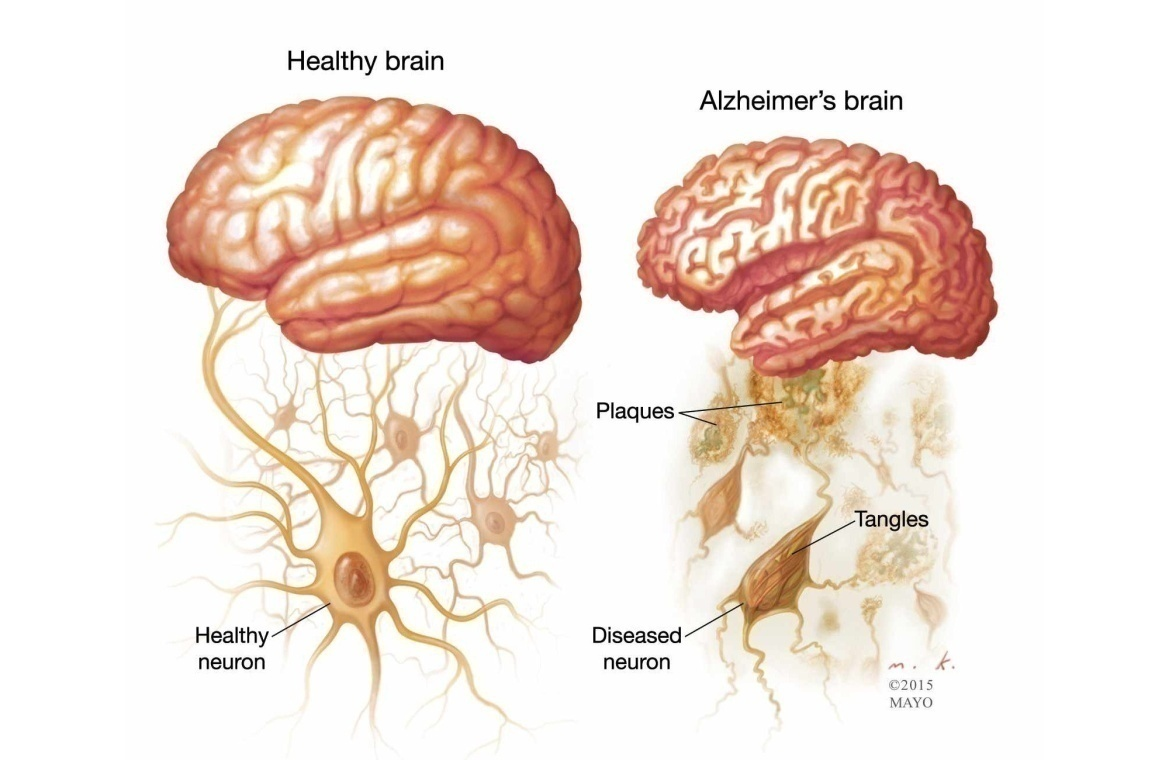 Healthy brain
Alzheimer's brain
Plaques
Tangles
Healthy
neuron
Diseased
neuron
m. k.
©2015
MAYO